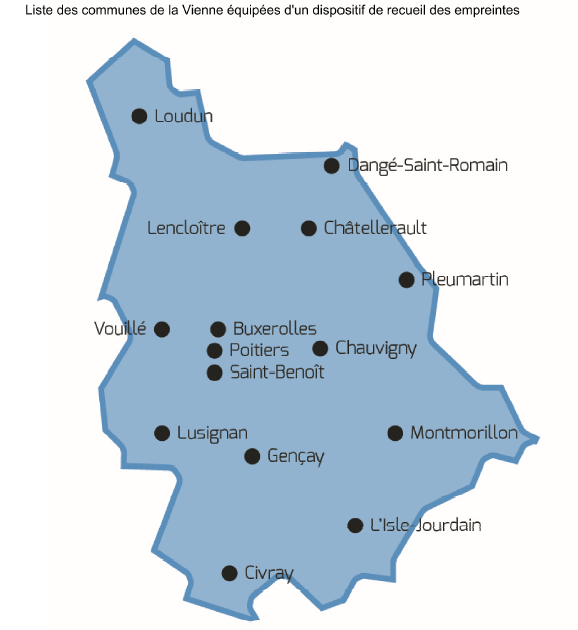 Liste des communes de la Vienne équipées d'un dispositif de recueil des empreintes
Loudun
Dangé-Saint-Romain
Lencloître
Châtellerault
Pleumartin
Vouillé
Buxerolles
Poitiers
Chauvigny
Saint-Benoît
Lusignan
Montmorillon
Gençay
L'Isle-Jourdain
Civray